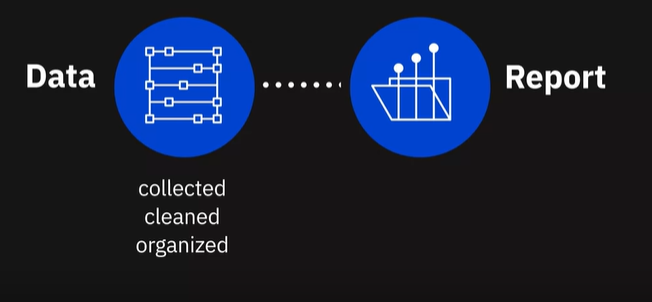 Data
Report
collected
cleaned
organized